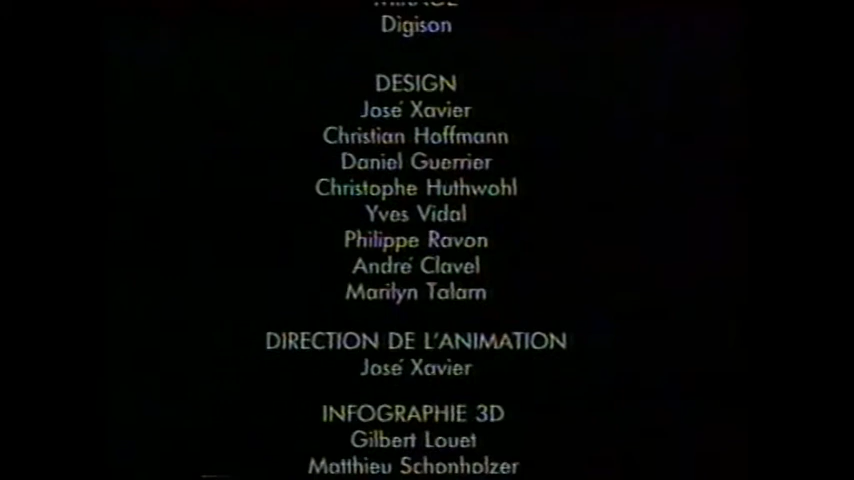 Digison
DESIGN
José Xavier
Christian Hoffmann
Daniel Guerrier
Christophe Huthwohl
Yves Vidal
Philippe Ravon
André Clavel
Marilyn Talarn
DIRECTION DE L'ANIMATION
José Xavier
INFOGRAPHIE 3D
Gilbert Louet
Matthieu Schonholzer